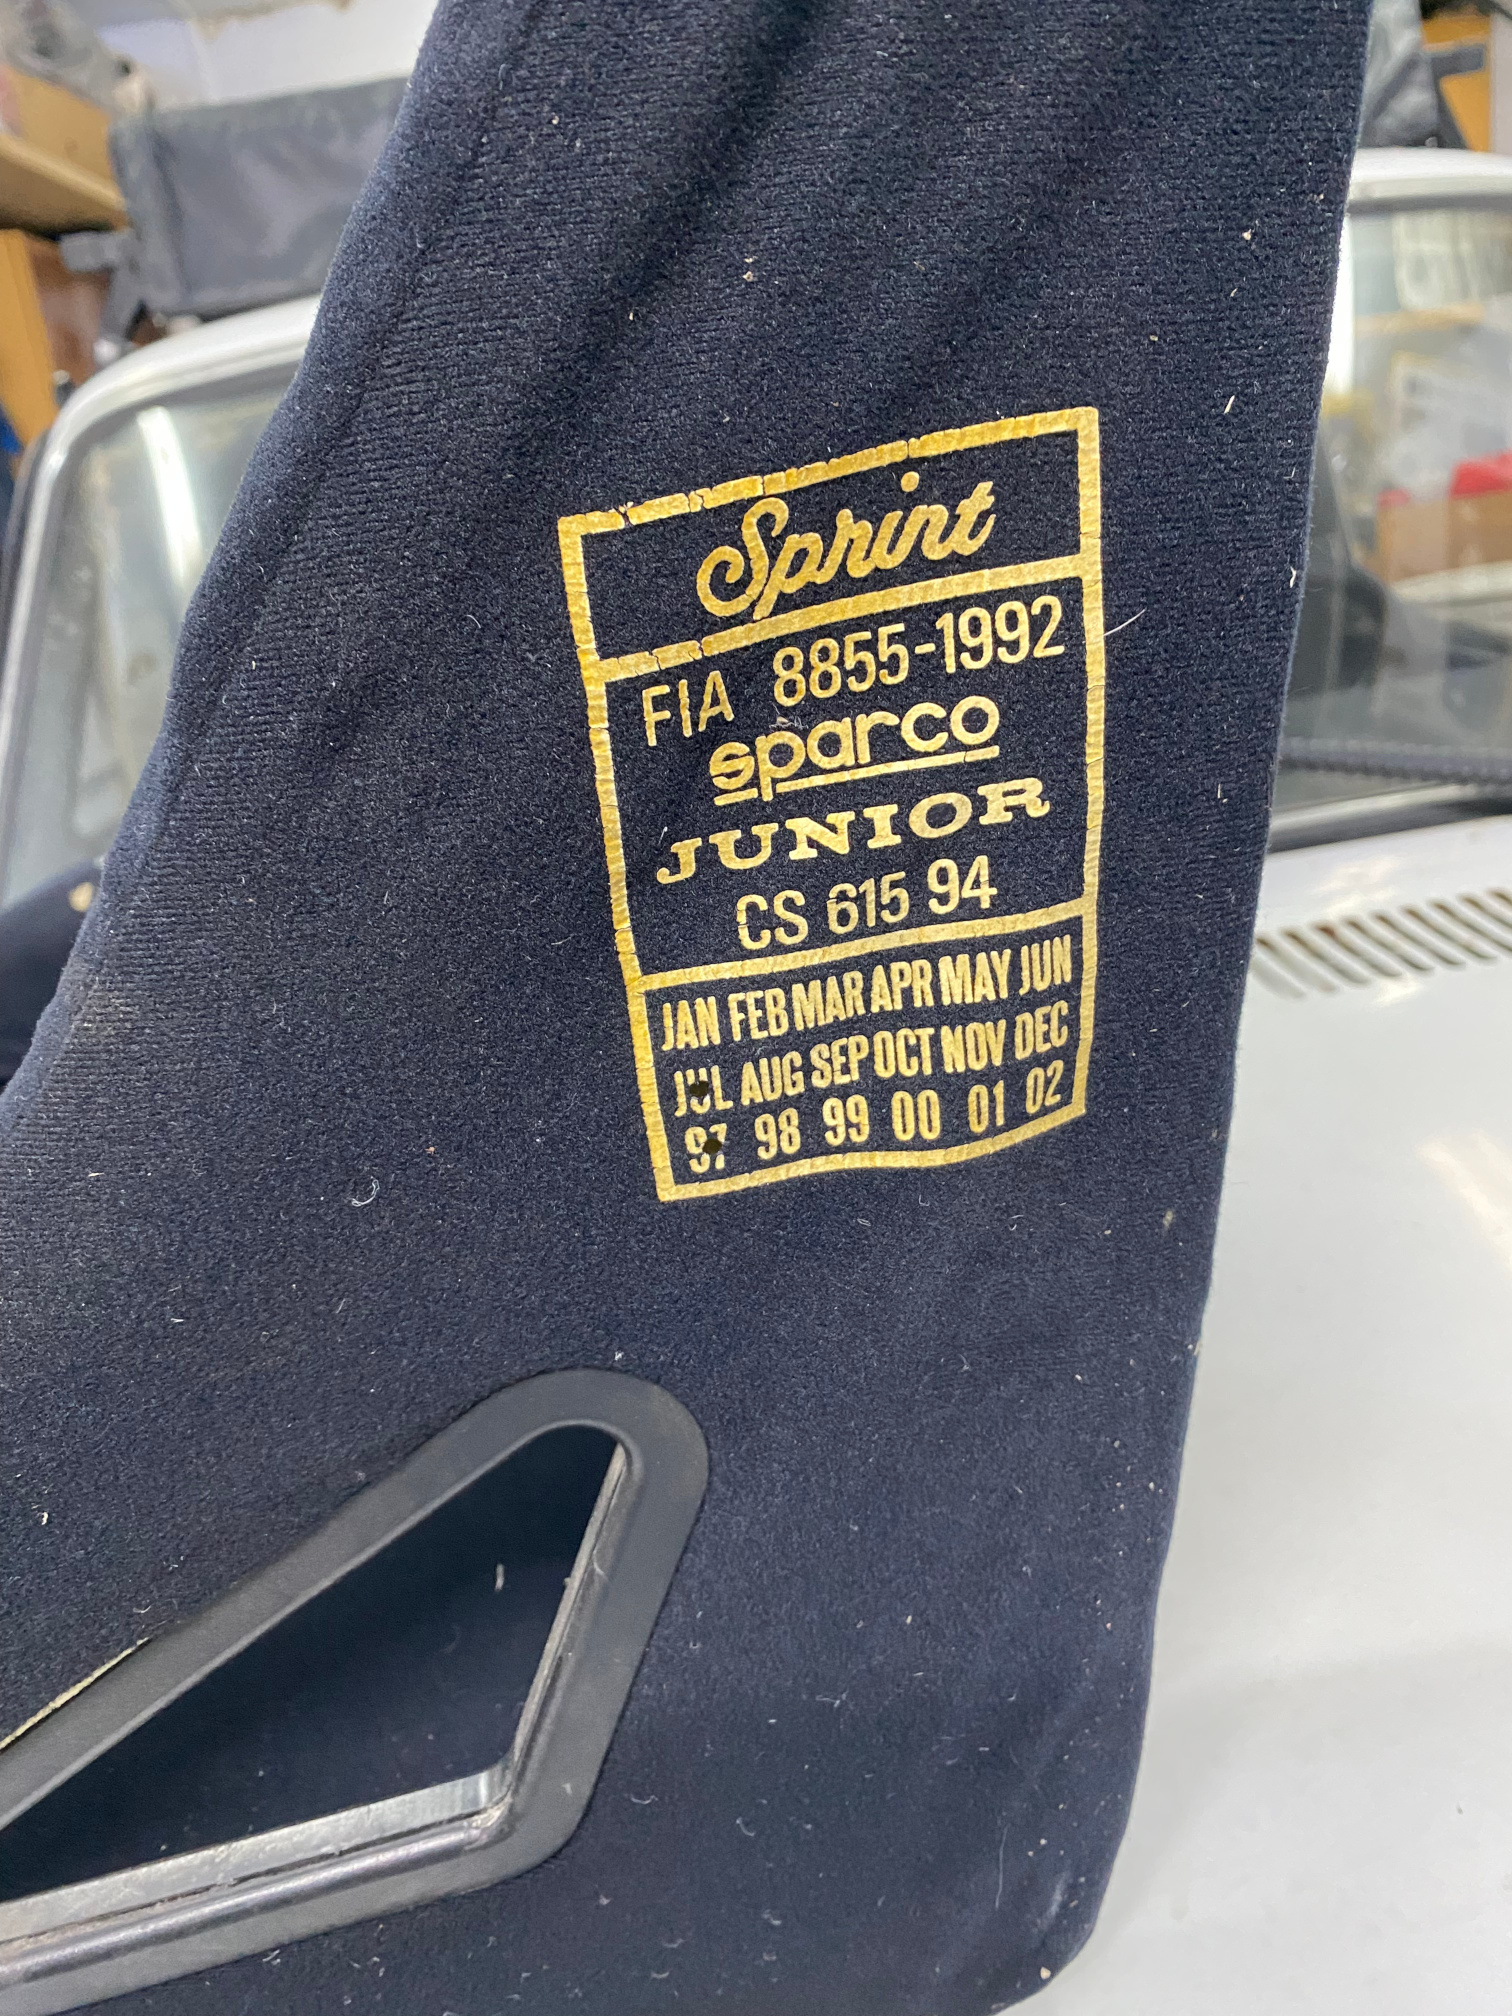 Sprint
FIA 8855-1992
sparco
JUNIOR
CS 615 94
JAN FEB MAR APR MAY JUN
JUL AUG SEP OCT NOV DEC
97 98 99 00 01 02